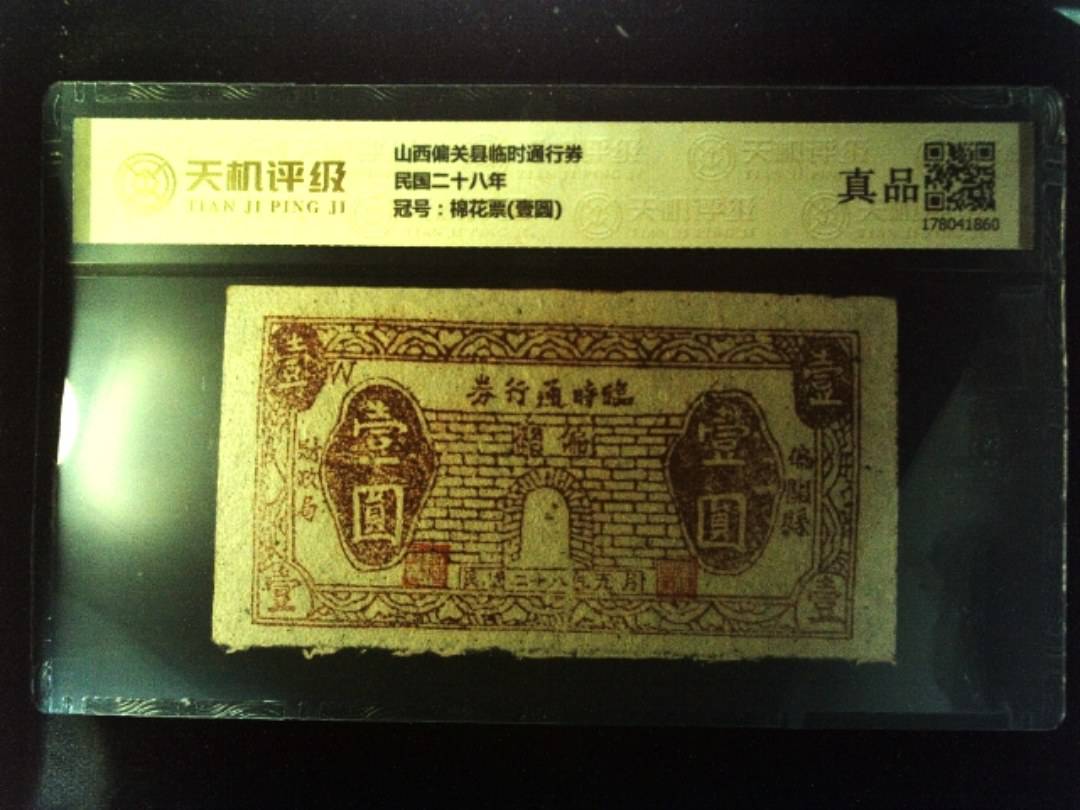 天机评级
TIAN JI PING JI
山西偏关县临时通行券
民国二十八年
冠号：棉花票(壹圆)
真品
178041860
壹
W
壹
券行通時臨
壹圓
壹圓
財政局
偏關縣
民國二十八年九月
壹
壹